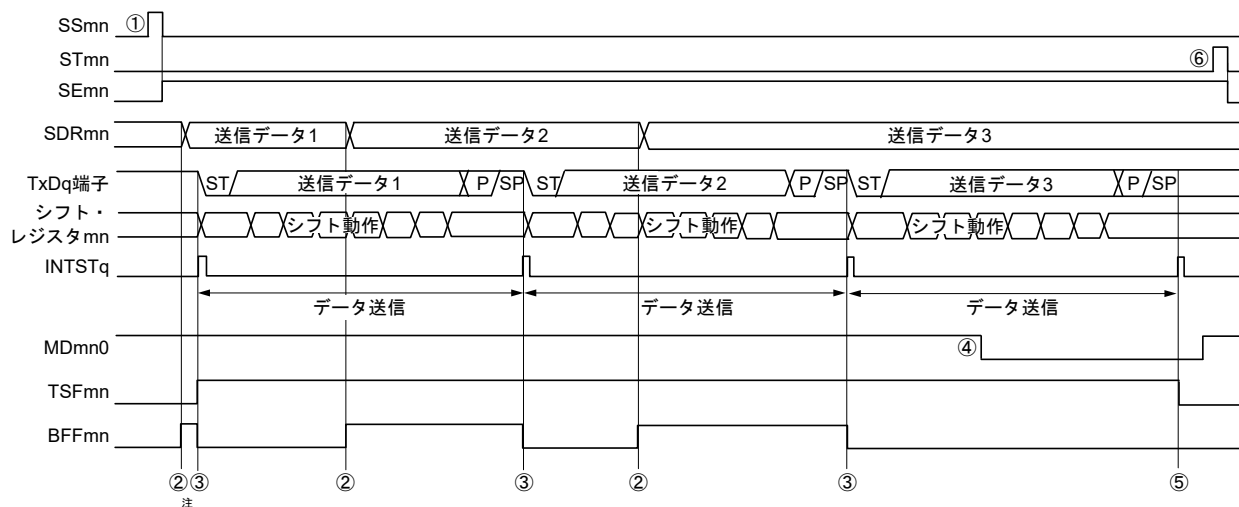 SSmn ①
STmn ⑥
SEmn
SDRmn 送信データ1 送信データ2 送信データ3
TxDq端子 ST 送信データ1 P SP ST 送信データ2 P SP ST 送信データ3 P SP
シフト・
レジスタmn シフト動作 シフト動作 シフト動作
INTSTq
データ送信 データ送信 データ送信
MDmn0 ④
TSFmn
BFFmn
②③ ② ③ ② ③ ⑤
注